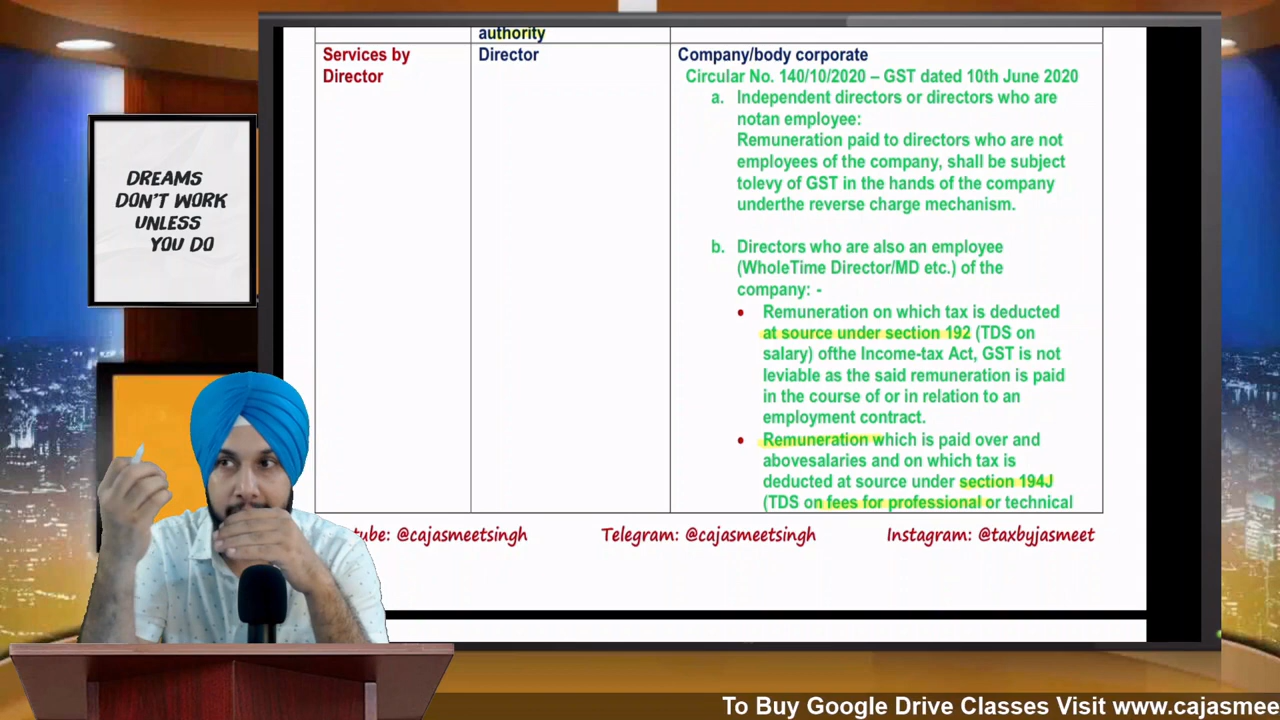 authority
Services by
Director
Director
Company/body corporate
Circular No. 140/10/2020 – GST dated 10th June 2020
a. Independent directors or directors who are
notan employee:
Remuneration paid to directors who are not
employees of the company, shall be subject
tolevy of GST in the hands of the company
underthe reverse charge mechanism.
b. Directors who are also an employee
(WholeTime Director/MD etc.) of the
company: -
• Remuneration on which tax is deducted
at source under section 192 (TDS on
salary) ofthe Income-tax Act, GST is not
leviable as the said remuneration is paid
in the course of or in relation to an
employment contract.
• Remuneration which is paid over and
abovesalaries and on which tax is
deducted at source under section 194J
(TDS on fees for professional or technical
tube: @cajasmeetsingh
Telegram: @cajasmeetsingh
Instagram: @taxbyjasmeet
DREAMS
DON'T WORK
UNLESS
YOU DO
To Buy Google Drive Classes Visit www.cajasmee